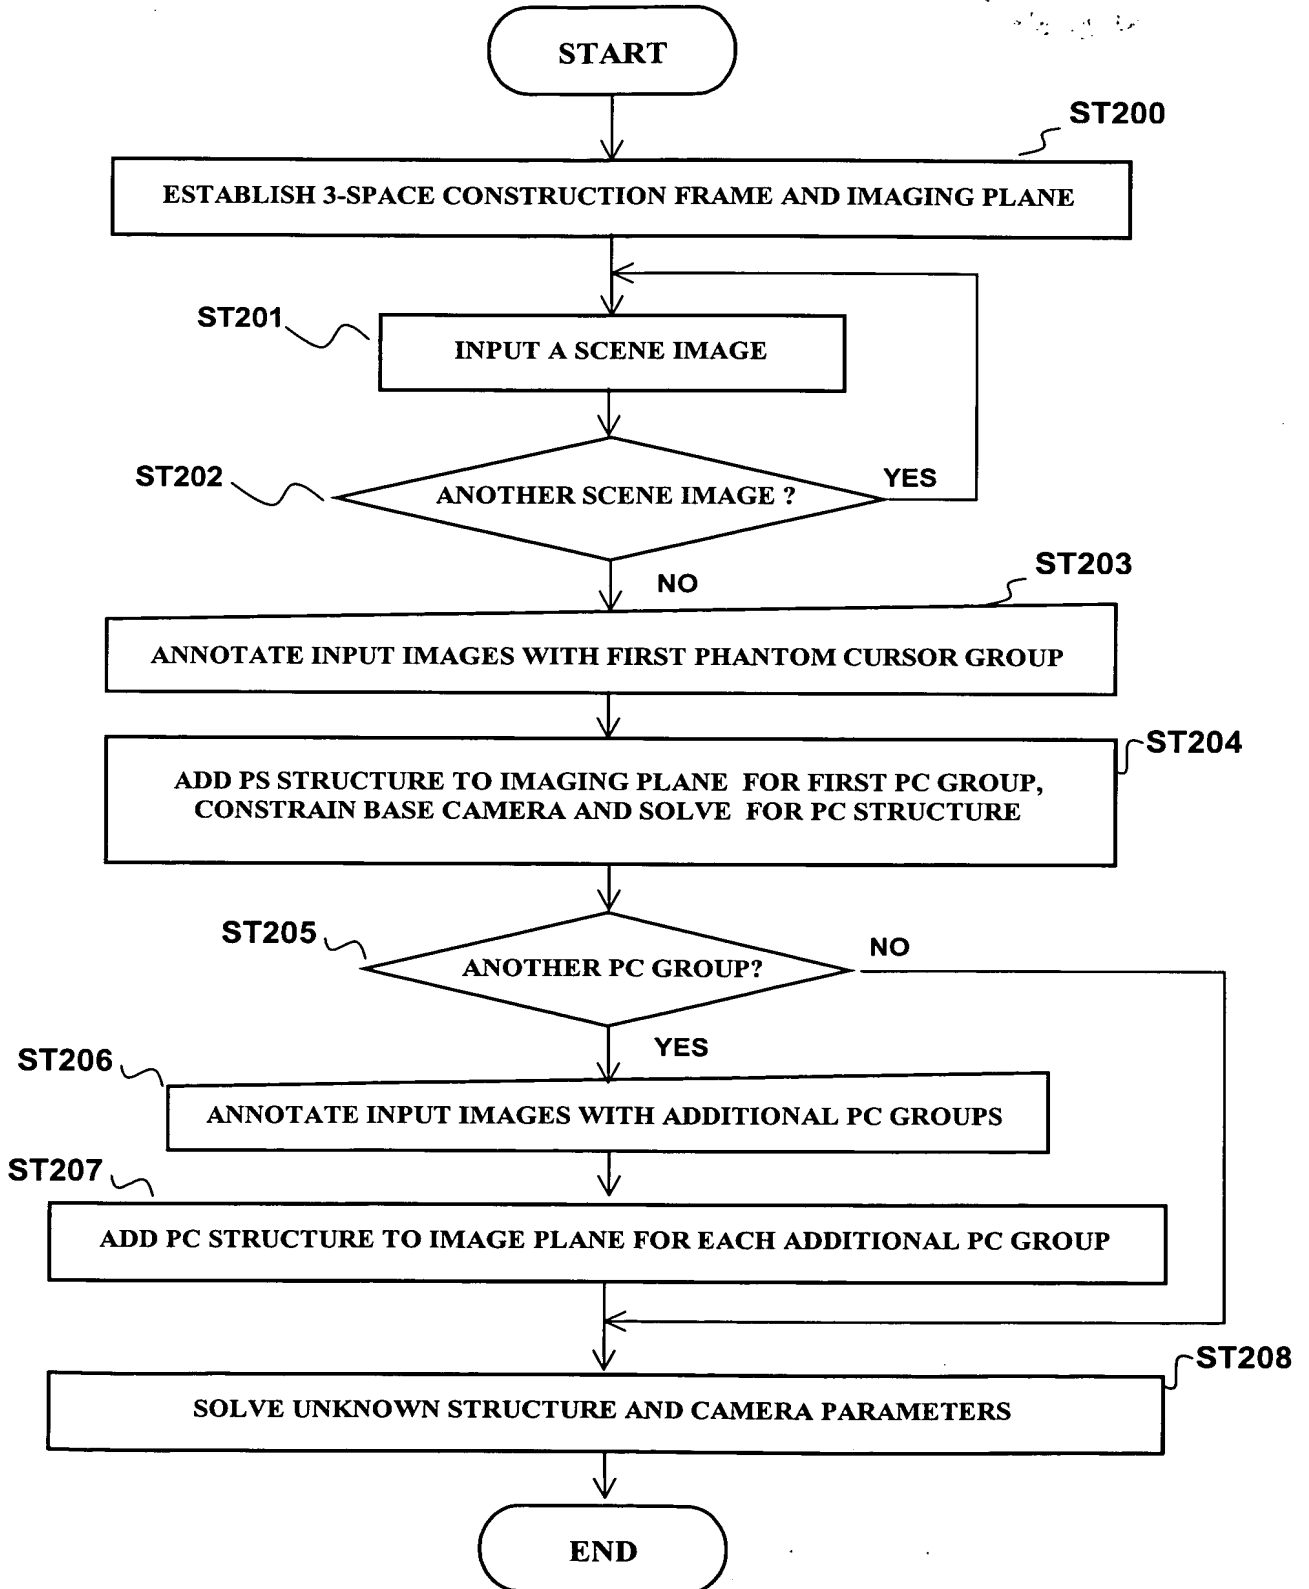 START
ST200
ESTABLISH 3-SPACE CONSTRUCTION FRAME AND IMAGING PLANE
ST201
INPUT A SCENE IMAGE
ST202
ANOTHER SCENE IMAGE ?
YES
NO
ST203
ANNOTATE INPUT IMAGES WITH FIRST PHANTOM CURSOR GROUP
ST204
ADD PS STRUCTURE TO IMAGING PLANE FOR FIRST PC GROUP,
CONSTRAIN BASE CAMERA AND SOLVE FOR PC STRUCTURE
ST205
ANOTHER PC GROUP?
NO
YES
ST206
ANNOTATE INPUT IMAGES WITH ADDITIONAL PC GROUPS
ST207
ADD PC STRUCTURE TO IMAGE PLANE FOR EACH ADDITIONAL PC GROUP
ST208
SOLVE UNKNOWN STRUCTURE AND CAMERA PARAMETERS
END